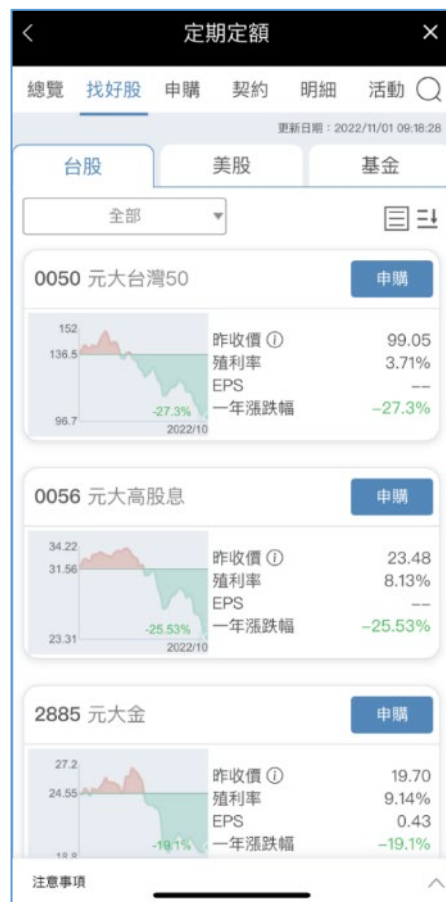 定期定額
總覽 找好股 申購 契約 明細 活動
更新日期：2022/11/01 09:18:28
台股 美股 基金
全部
0050 元大台灣50 申購
152
136.5
96.7
-27.3%
2022/10
昨收價 99.05
殖利率 3.71%
EPS --
一年漲跌幅 -27.3%
0056 元大高股息 申購
34.22
31.56
23.31
-25.53%
2022/10
昨收價 23.48
殖利率 8.13%
EPS --
一年漲跌幅 -25.53%
2885 元大金 申購
27.2
24.55
18.8
-19.1%
昨收價 19.70
殖利率 9.14%
EPS 0.43
一年漲跌幅 -19.1%
注意事項